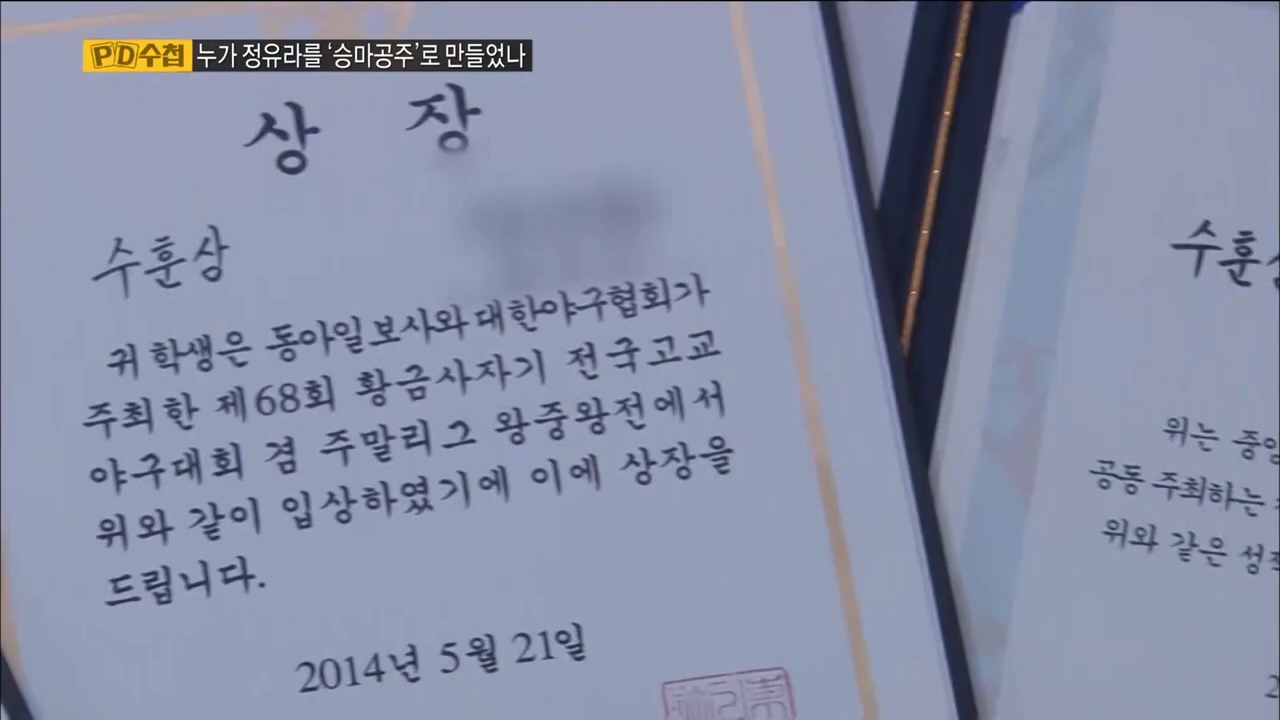 PD수첩 누가 정유라를 '승마공주'로 만들었나
상 장
수훈상
귀 학생은 동아일보사와 대한야구협회가
주최한 제68회 황금사자기 전국고교
야구대회 겸 주말리그 왕중왕전에서
위와 같이 입상하였기에 이에 상장을
드립니다.
2014년 5월 21일
수훈
위는 중앙
공동 주최하는
위와 같은 성적
2